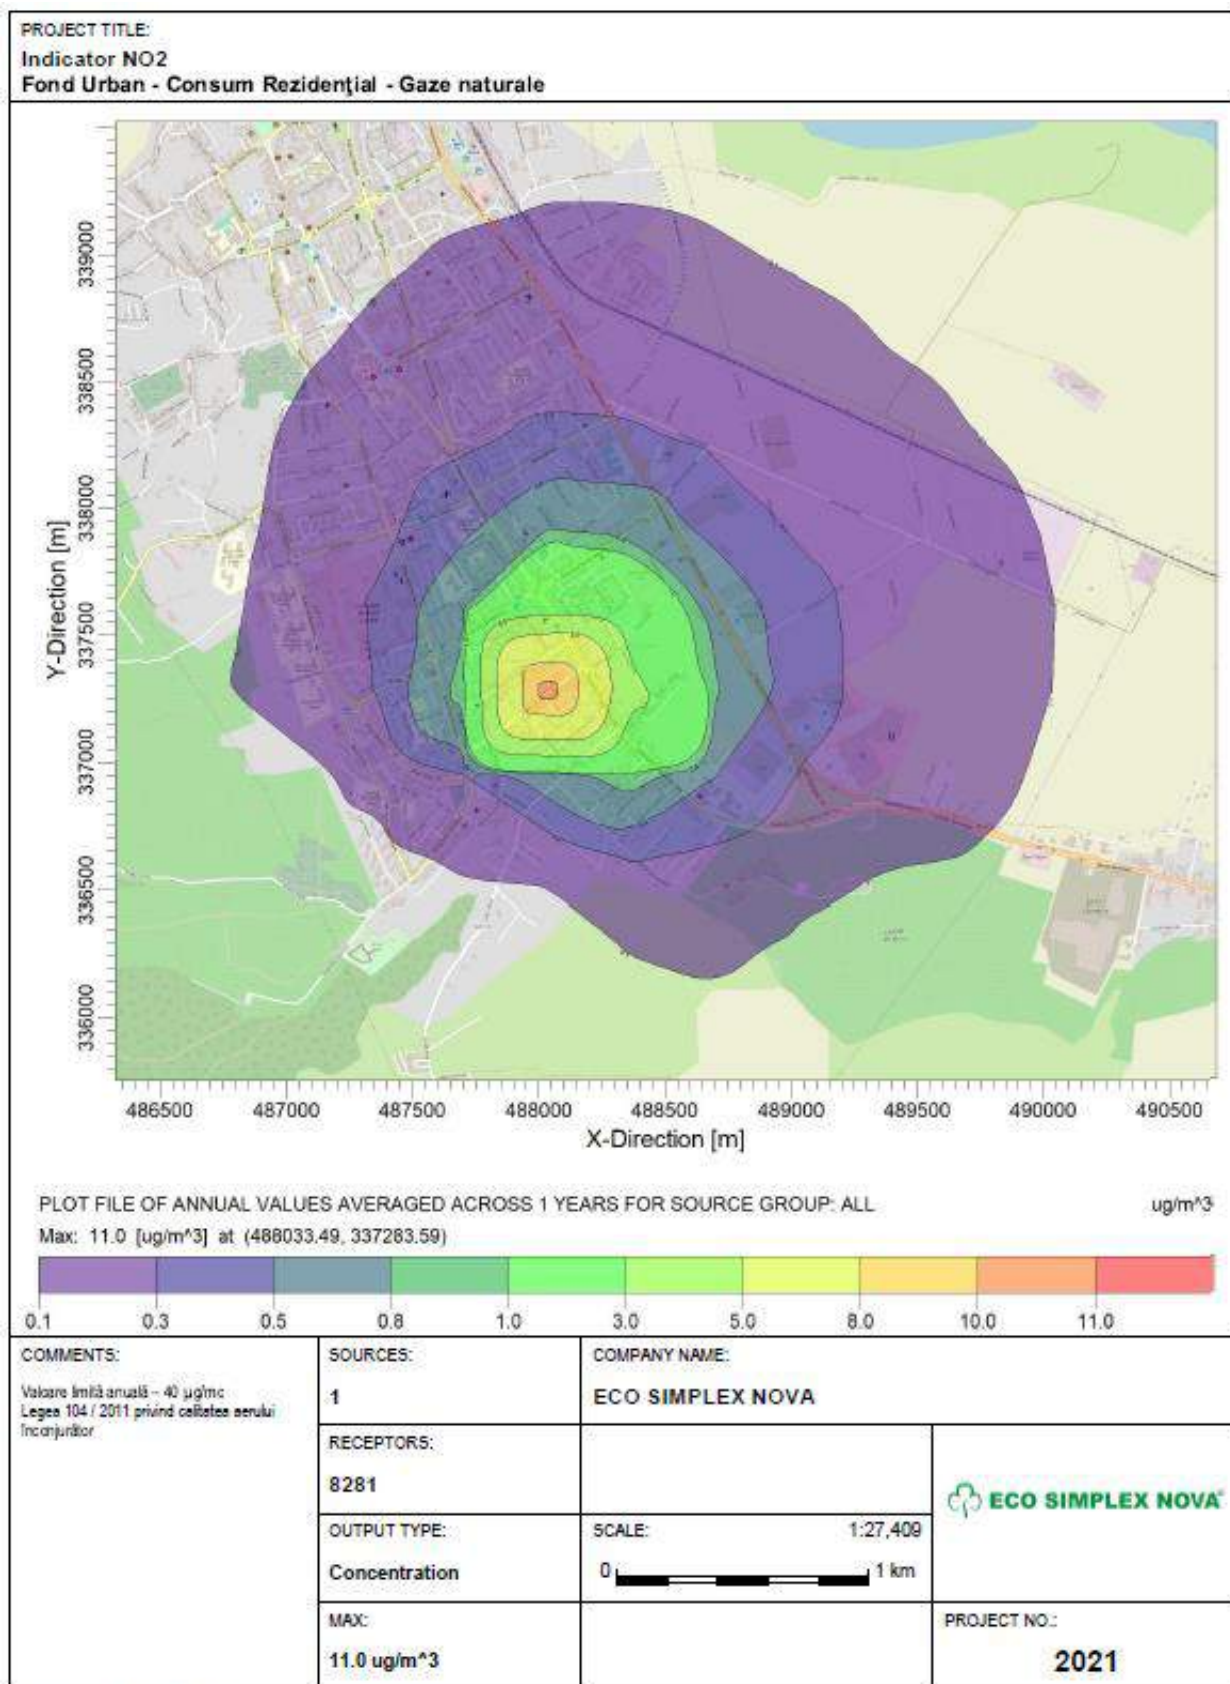 PROJECT TITLE:
Indicator NO2
Fond Urban - Consum Rezidenţial - Gaze naturale
Y-Direction [m]
339000
338500
338000
337500
337000
336500
336000
486500 487000 487500 488000 488500 489000 489500 490000 490500
X-Direction [m]
PLOT FILE OF ANNUAL VALUES AVERAGED ACROSS 1 YEARS FOR SOURCE GROUP: ALL ug/m^3
Max: 11.0 [ug/m^3] at (488033.49, 337283.59)
0.1 0.3 0.5 0.8 1.0 3.0 5.0 8.0 10.0 11.0
COMMENTS:
Valoare limită anuală – 40 µg/mc
Legea 104 / 2011 privind calitatea aerului
înconjurător
SOURCES:
1
COMPANY NAME:
ECO SIMPLEX NOVA
RECEPTORS:
8281
ECO SIMPLEX NOVA
OUTPUT TYPE:
Concentration
SCALE: 1:27,409
0 1 km
MAX:
11.0 ug/m^3
PROJECT NO.:
2021